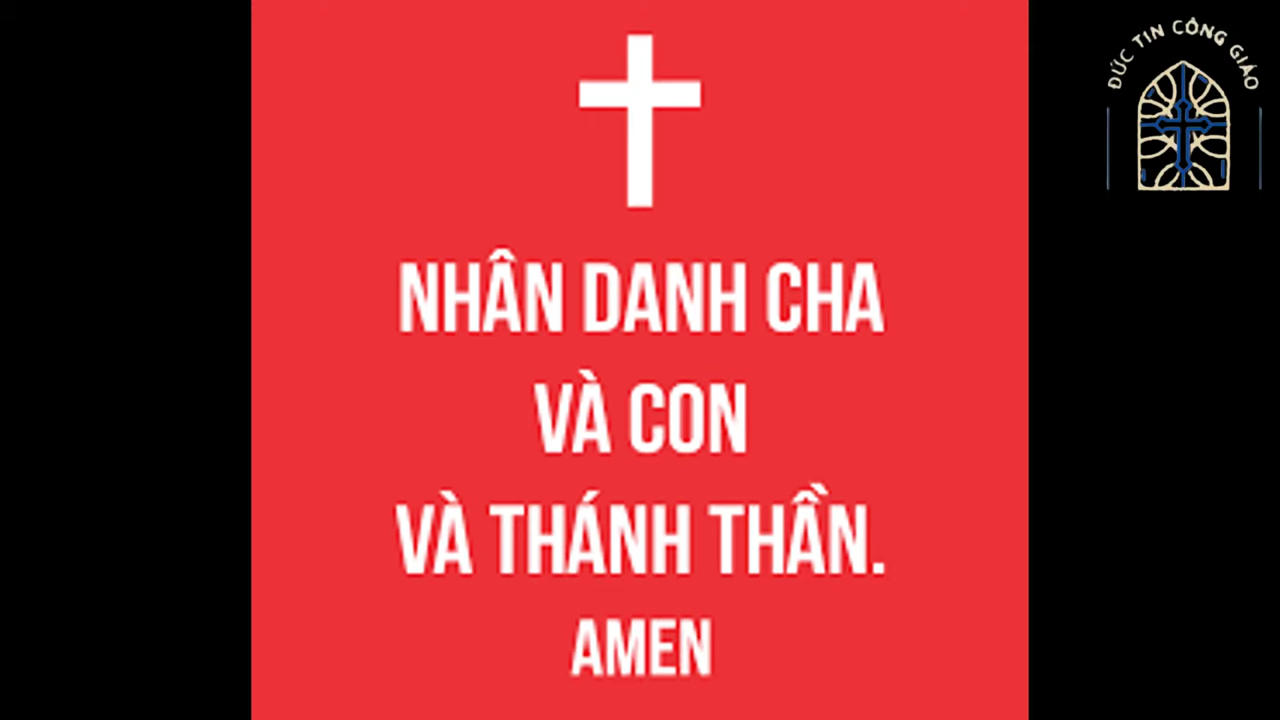 NHÂN DANH CHA
VÀ CON
VÀ THÁNH THẦN.
AMEN
ĐỨC TIN CÔNG GIÁO